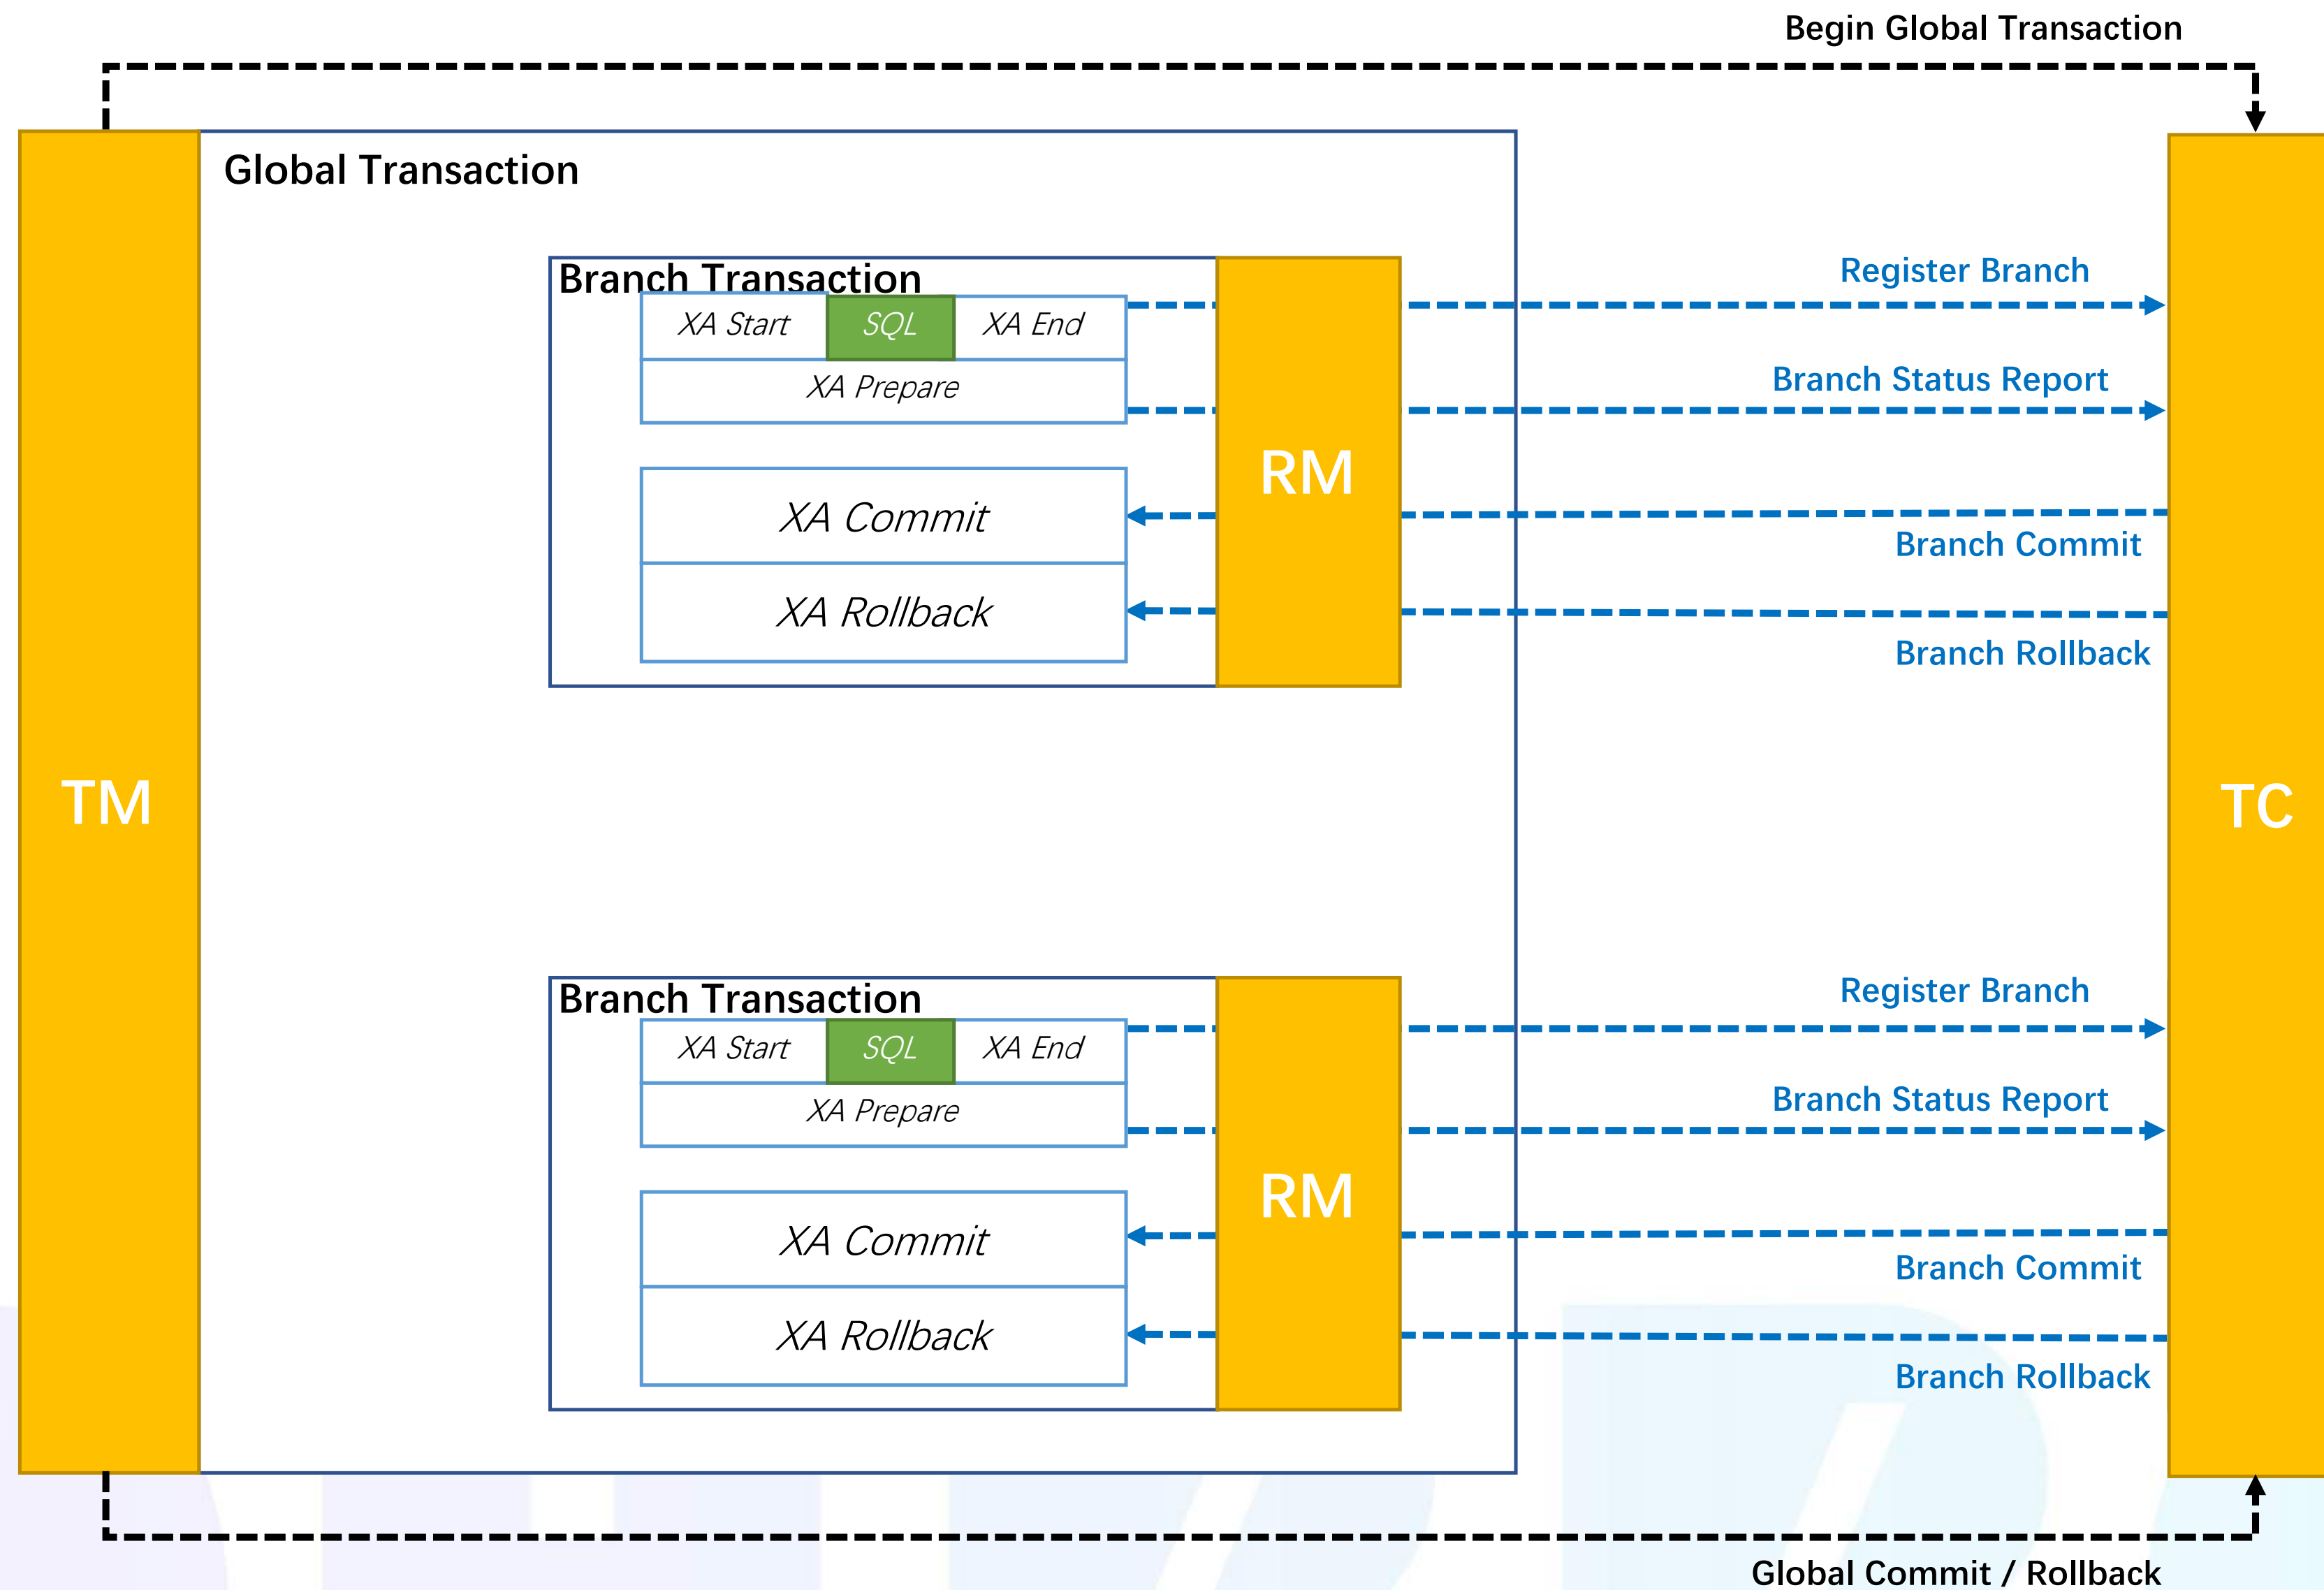 Begin Global Transaction
Global Transaction
Branch Transaction
XA Start SQL XA End
XA Prepare
XA Commit
XA Rollback
RM
Register Branch
Branch Status Report
Branch Commit
Branch Rollback
TM
TC
Branch Transaction
XA Start SQL XA End
XA Prepare
XA Commit
XA Rollback
RM
Register Branch
Branch Status Report
Branch Commit
Branch Rollback
Global Commit / Rollback